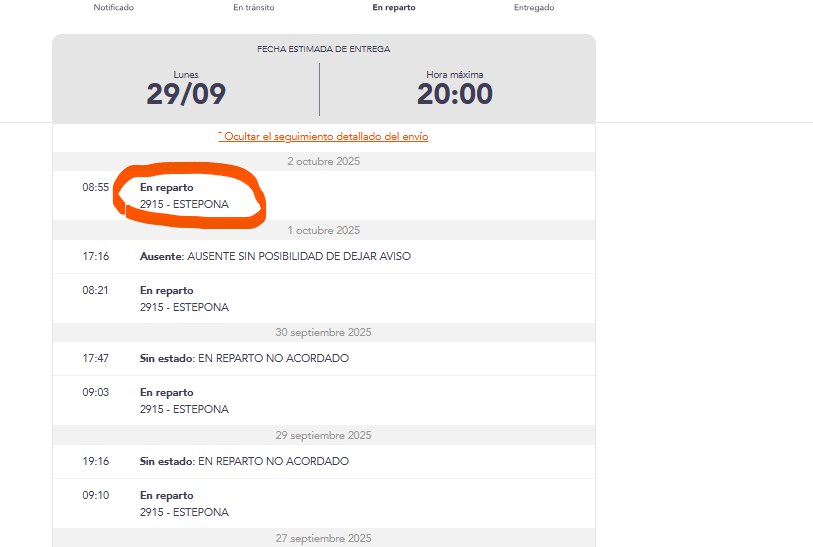 Notificado En tránsito En reparto Entregado
FECHA ESTIMADA DE ENTREGA
Lunes Hora máxima
29/09 20:00
ˆ Ocultar el seguimiento detallado del envío
2 octubre 2025
08:55 En reparto
2915 - ESTEPONA
1 octubre 2025
17:16 Ausente: AUSENTE SIN POSIBILIDAD DE DEJAR AVISO
08:21 En reparto
2915 - ESTEPONA
30 septiembre 2025
17:47 Sin estado: EN REPARTO NO ACORDADO
09:03 En reparto
2915 - ESTEPONA
29 septiembre 2025
19:16 Sin estado: EN REPARTO NO ACORDADO
09:10 En reparto
2915 - ESTEPONA
27 septiembre 2025